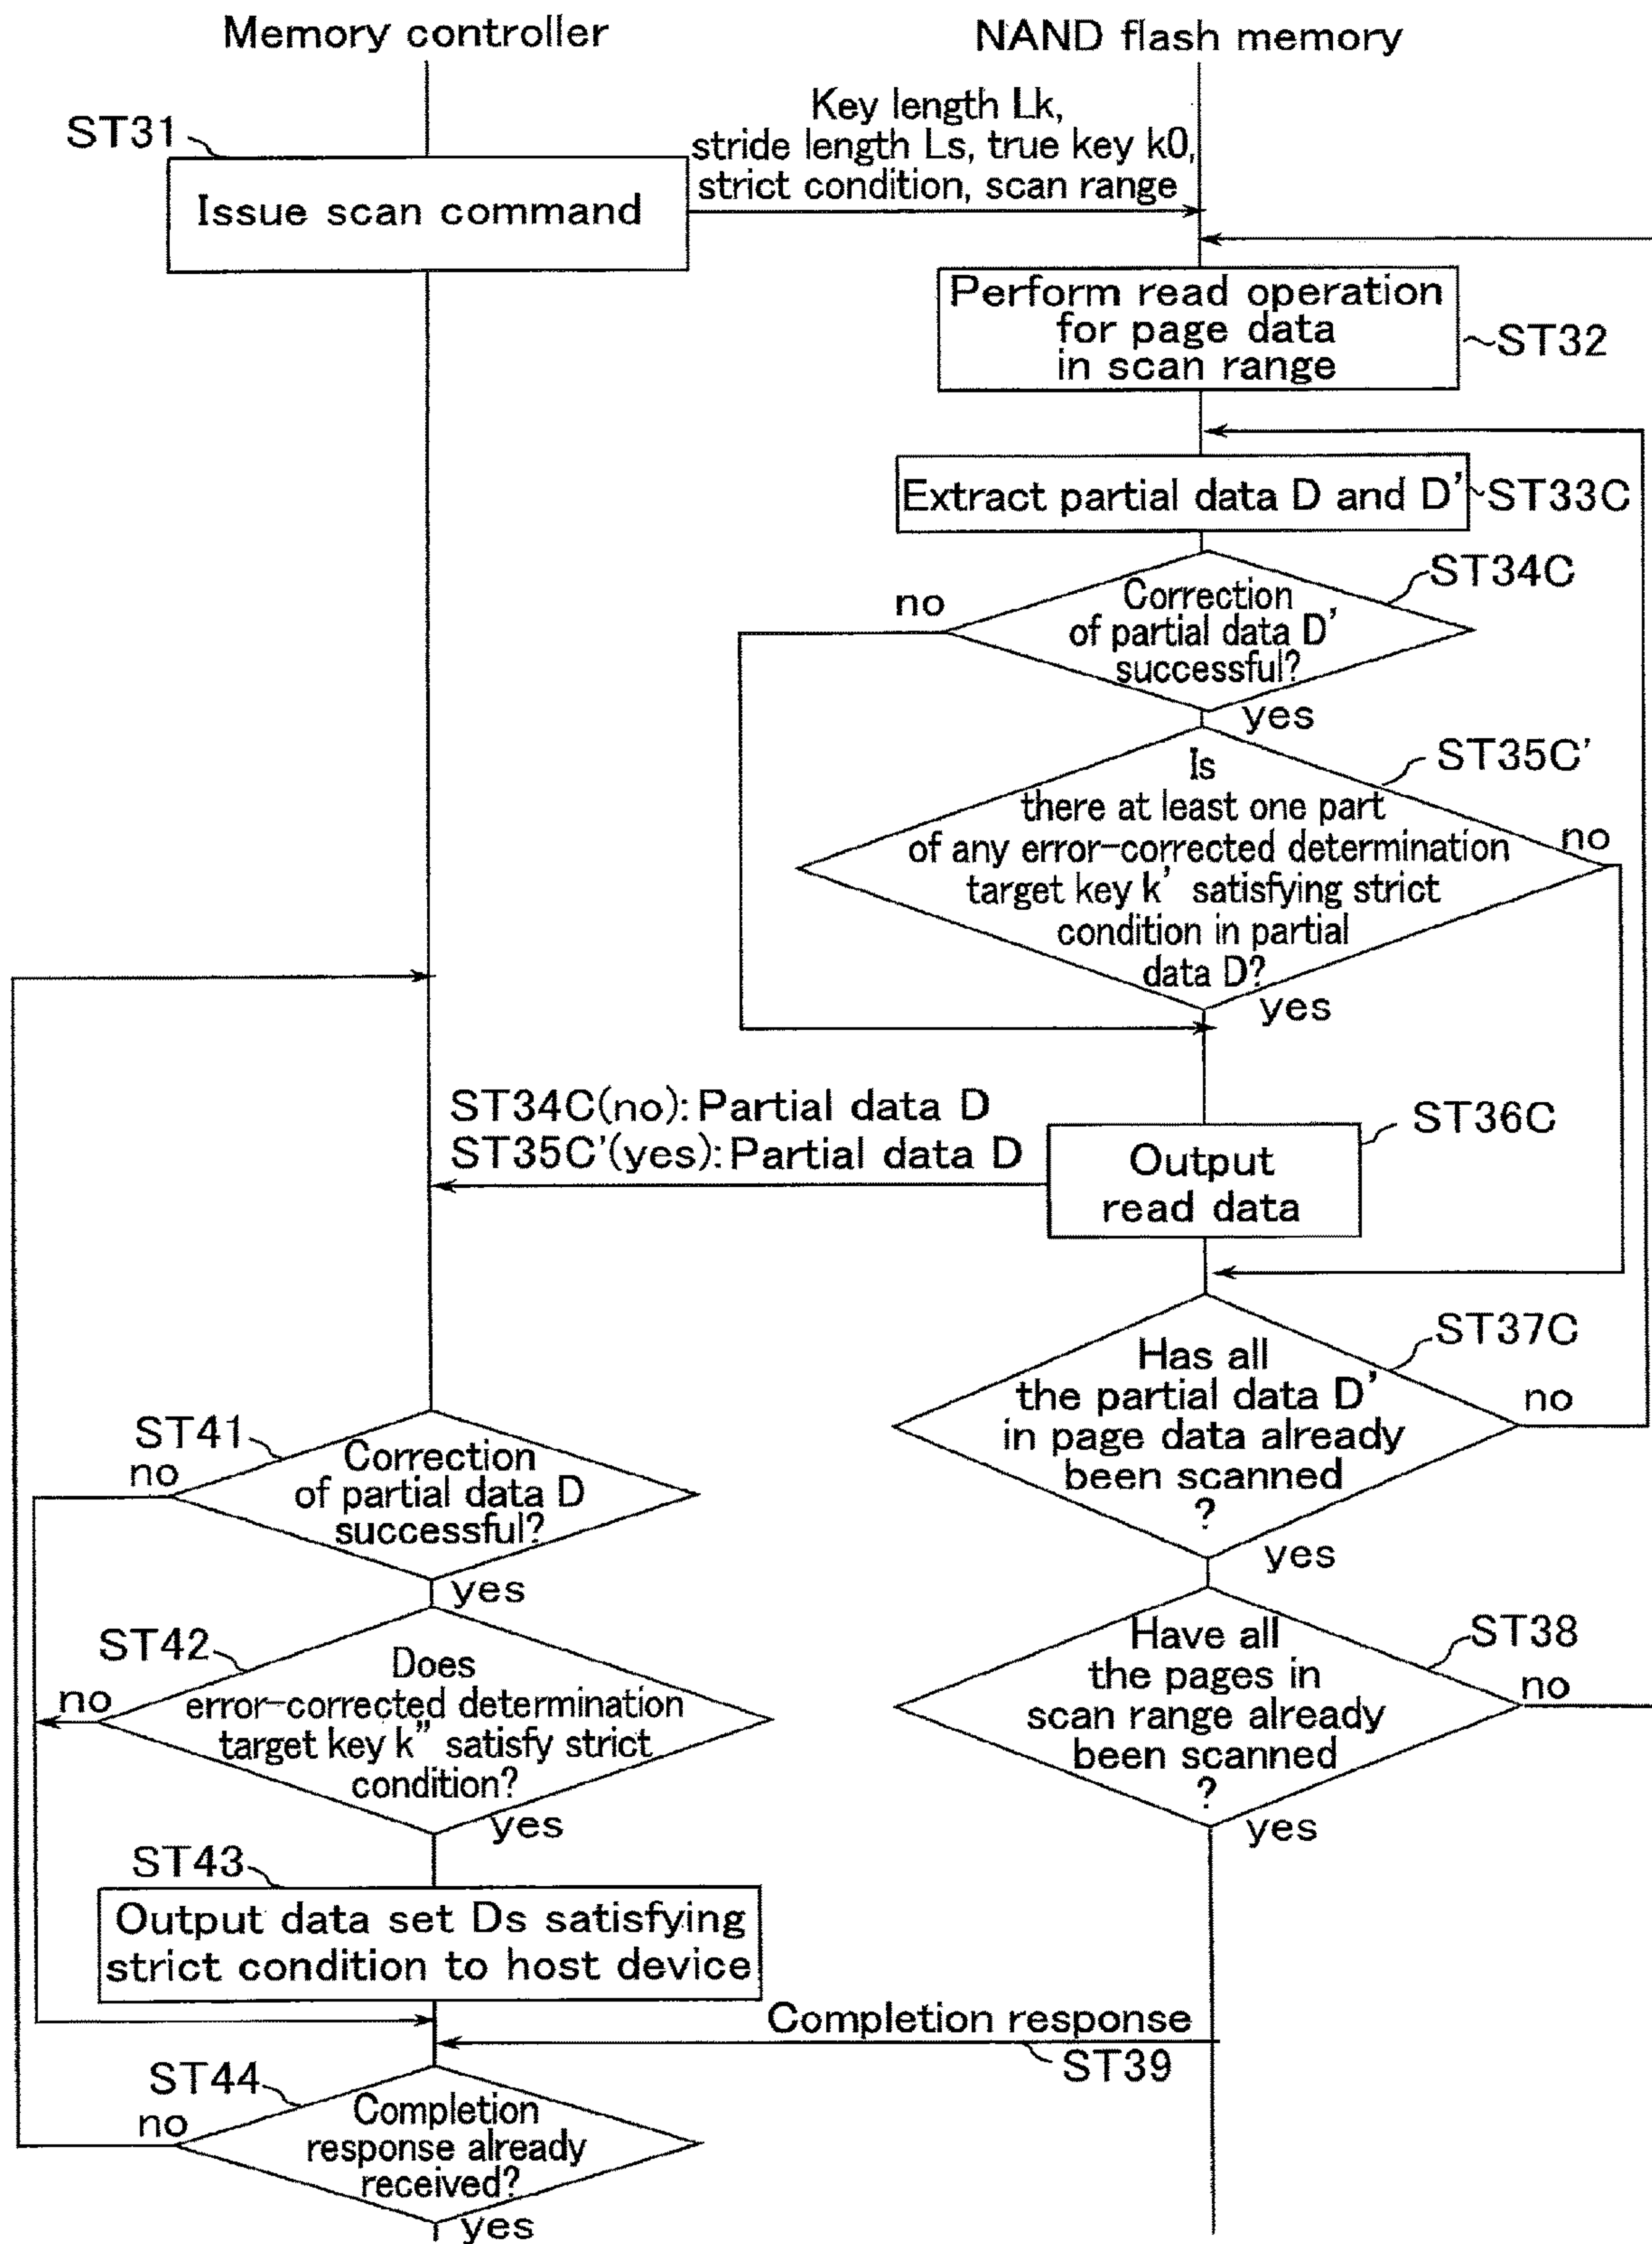 Memory controller
NAND flash memory
Key length Lk,
stride length Ls, true key k0,
strict condition, scan range
ST31
Issue scan command
Perform read operation
for page data
in scan range
ST32
Extract partial data D and D'
ST33C
ST34C
no
Correction
of partial data D'
successful?
yes
ST35C'
Is
there at least one part
of any error-corrected determination
target key k' satisfying strict
condition in partial
data D?
no
yes
ST34C(no): Partial data D
ST35C'(yes): Partial data D
ST36C
Output
read data
ST37C
Has all
the partial data D'
in page data already
been scanned
?
no
yes
ST41
no
Correction
of partial data D
successful?
yes
ST42
no
Does
error-corrected determination
target key k" satisfy strict
condition?
yes
ST38
Have all
the pages in
scan range already
been scanned
?
no
yes
ST43
Output data set Ds satisfying
strict condition to host device
Completion response
ST39
ST44
no
Completion
response already
received?
yes